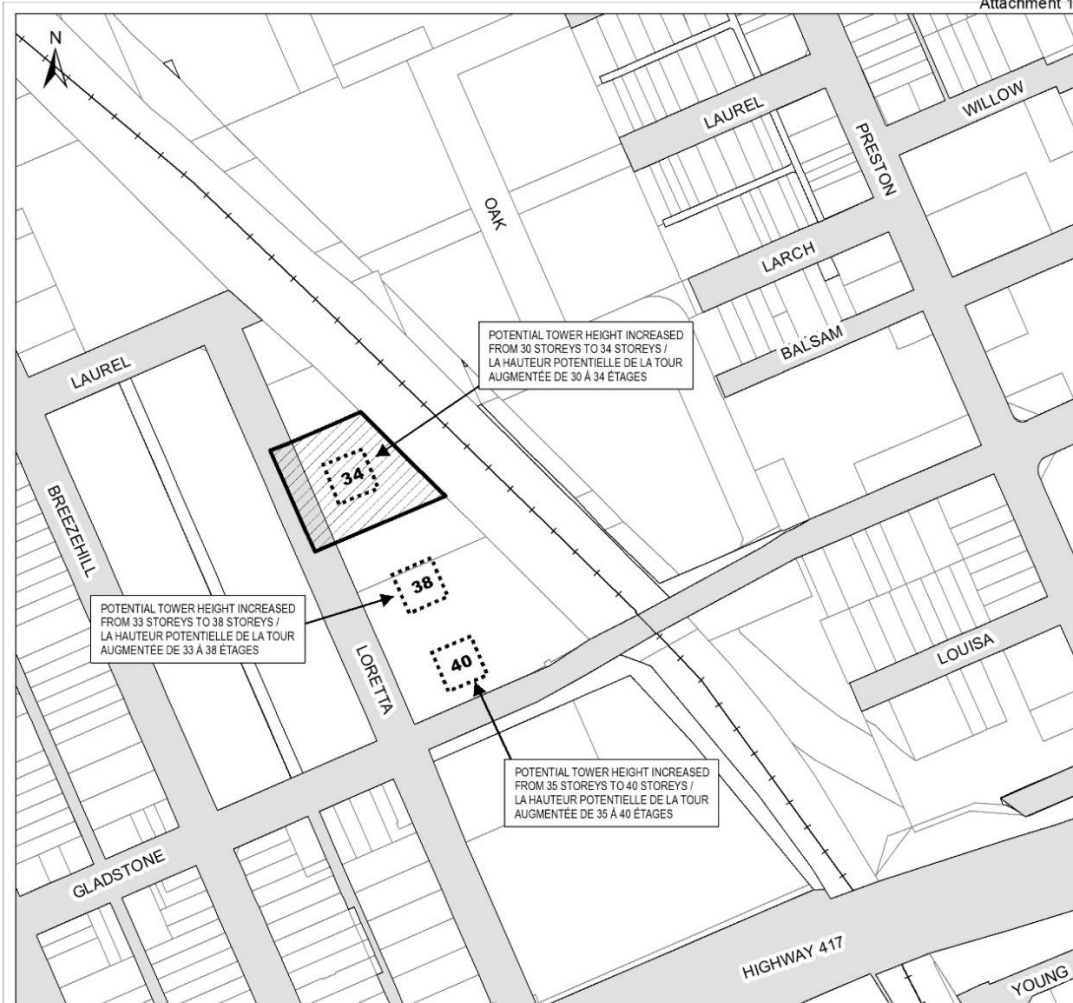 Attachment 1
N
LAUREL
WILLOW
PRESTON
OAK
LARCH
BALSAM
POTENTIAL TOWER HEIGHT INCREASED
FROM 30 STOREYS TO 34 STOREYS /
LA HAUTEUR POTENTIELLE DE LA TOUR
AUGMENTÉE DE 30 À 34 ÉTAGES
LAUREL
34
BREEZEHILL
38
POTENTIAL TOWER HEIGHT INCREASED
FROM 33 STOREYS TO 38 STOREYS /
LA HAUTEUR POTENTIELLE DE LA TOUR
AUGMENTÉE DE 33 À 38 ÉTAGES
LORETTA
40
LOUISA
POTENTIAL TOWER HEIGHT INCREASED
FROM 35 STOREYS TO 40 STOREYS /
LA HAUTEUR POTENTIELLE DE LA TOUR
AUGMENTÉE DE 35 À 40 ÉTAGES
GLADSTONE
HIGHWAY 417
YOUNG